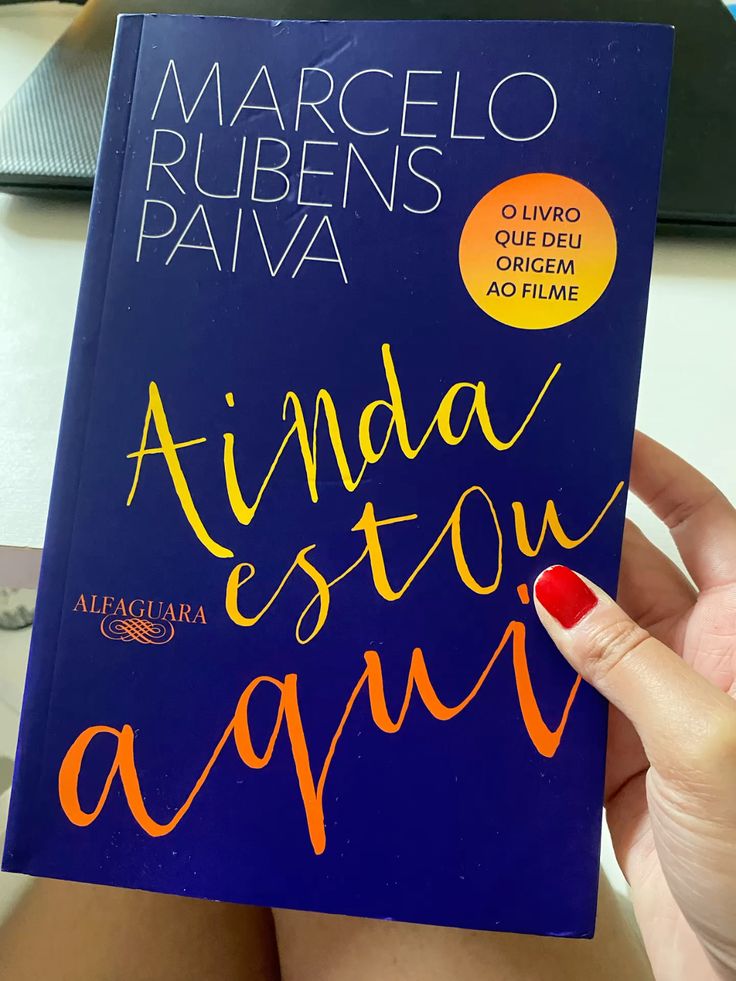 MARCELO
RUBENS
PAIVA
O LIVRO
QUE DEU
ORIGEM
AO FILME
Ainda
estou
aqui
ALFAGUARA